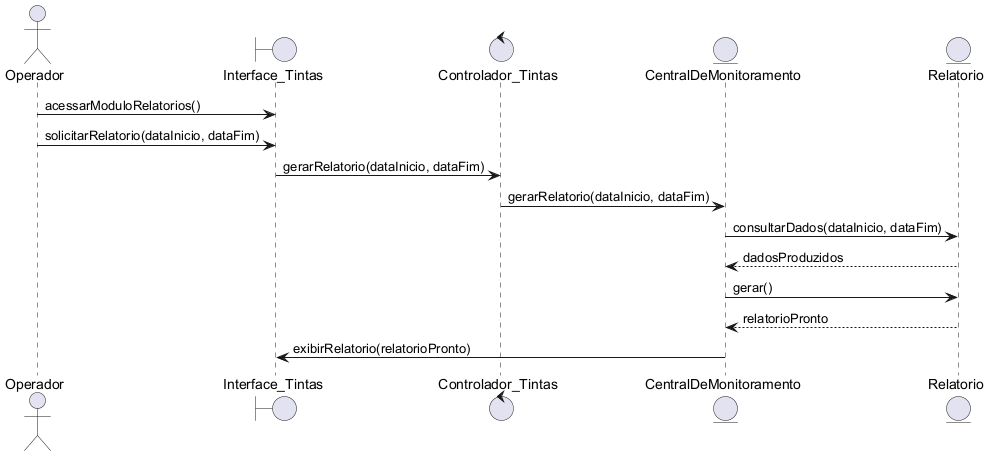 Operador
Interface_Tintas
Controlador_Tintas
CentralDeMonitoramento
Relatorio
acessarModuloRelatorios()
solicitarRelatorio(dataInicio, dataFim)
gerarRelatorio(dataInicio, dataFim)
gerarRelatorio(dataInicio, dataFim)
consultarDados(dataInicio, dataFim)
dadosProduzidos
gerar()
relatorioPronto
exibirRelatorio(relatorioPronto)
Operador
Interface_Tintas
Controlador_Tintas
CentralDeMonitoramento
Relatorio